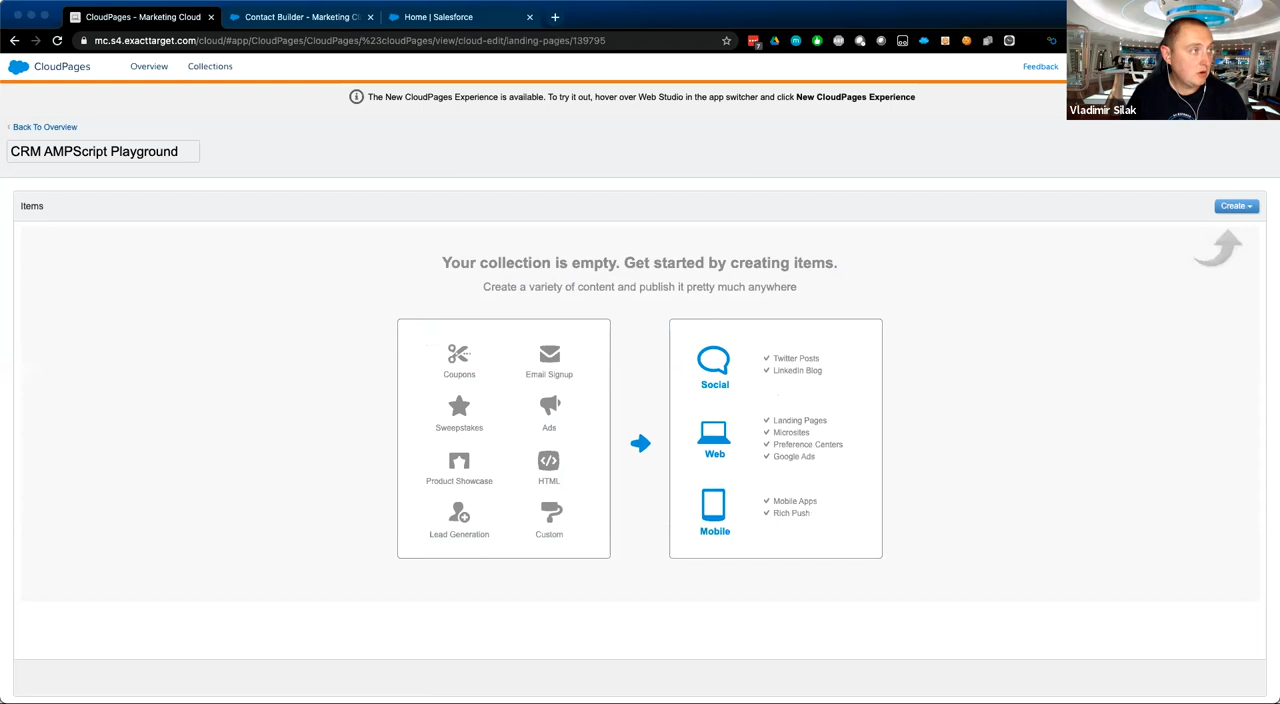 CloudPages - Marketing Cloud
Contact Builder - Marketing Cl
Home | Salesforce
mc.s4.exacttarget.com/cloud/#app/CloudPages/CloudPages/%23cloudPages/view/cloud-edit/landing-pages/139795
CloudPages
Overview
Collections
Feedback
The New CloudPages Experience is available. To try it out, hover over Web Studio in the app switcher and click New CloudPages Experience
Vladimir Silak
Back To Overview
CRM AMPScript Playground
Items
Create
Your collection is empty. Get started by creating items.
Create a variety of content and publish it pretty much anywhere
Coupons
Email Signup
Sweepstakes
Ads
Product Showcase
HTML
Lead Generation
Custom
Social
Twitter Posts
LinkedIn Blog
Web
Landing Pages
Microsites
Preference Centers
Google Ads
Mobile
Mobile Apps
Rich Push